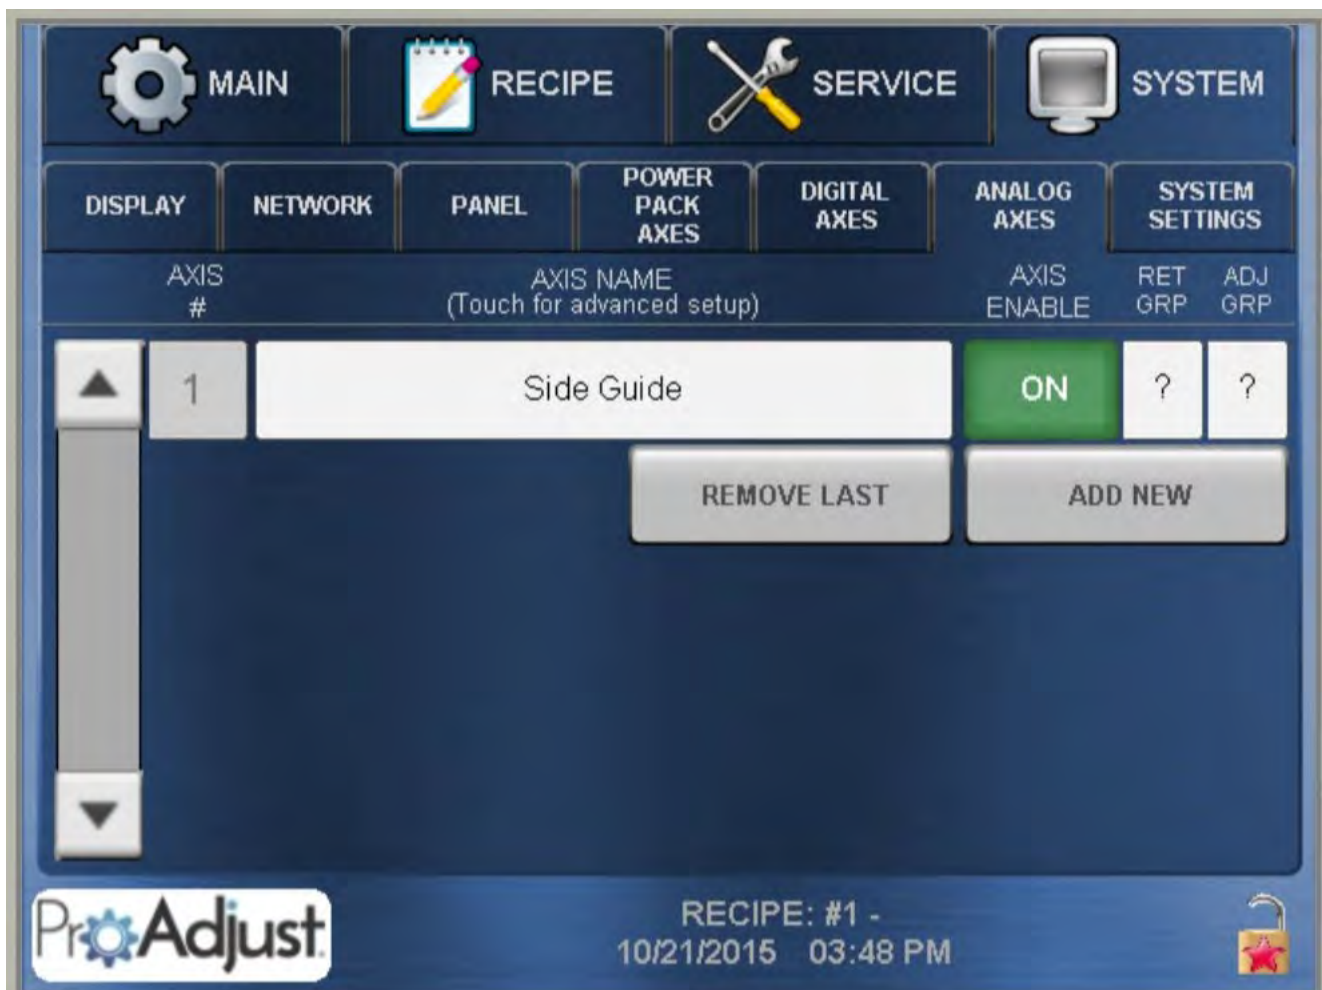 MAIN
RECIPE
SERVICE
SYSTEM
DISPLAY
NETWORK
PANEL
POWER
PACK
AXES
DIGITAL
AXES
ANALOG
AXES
SYSTEM
SETTINGS
AXIS
#
AXIS NAME
(Touch for advanced setup)
AXIS
ENABLE
RET
GRP
ADJ
GRP
1
Side Guide
ON
?
?
REMOVE LAST
ADD NEW
ProAdjust
RECIPE: #1 -
10/21/2015 03:48 PM